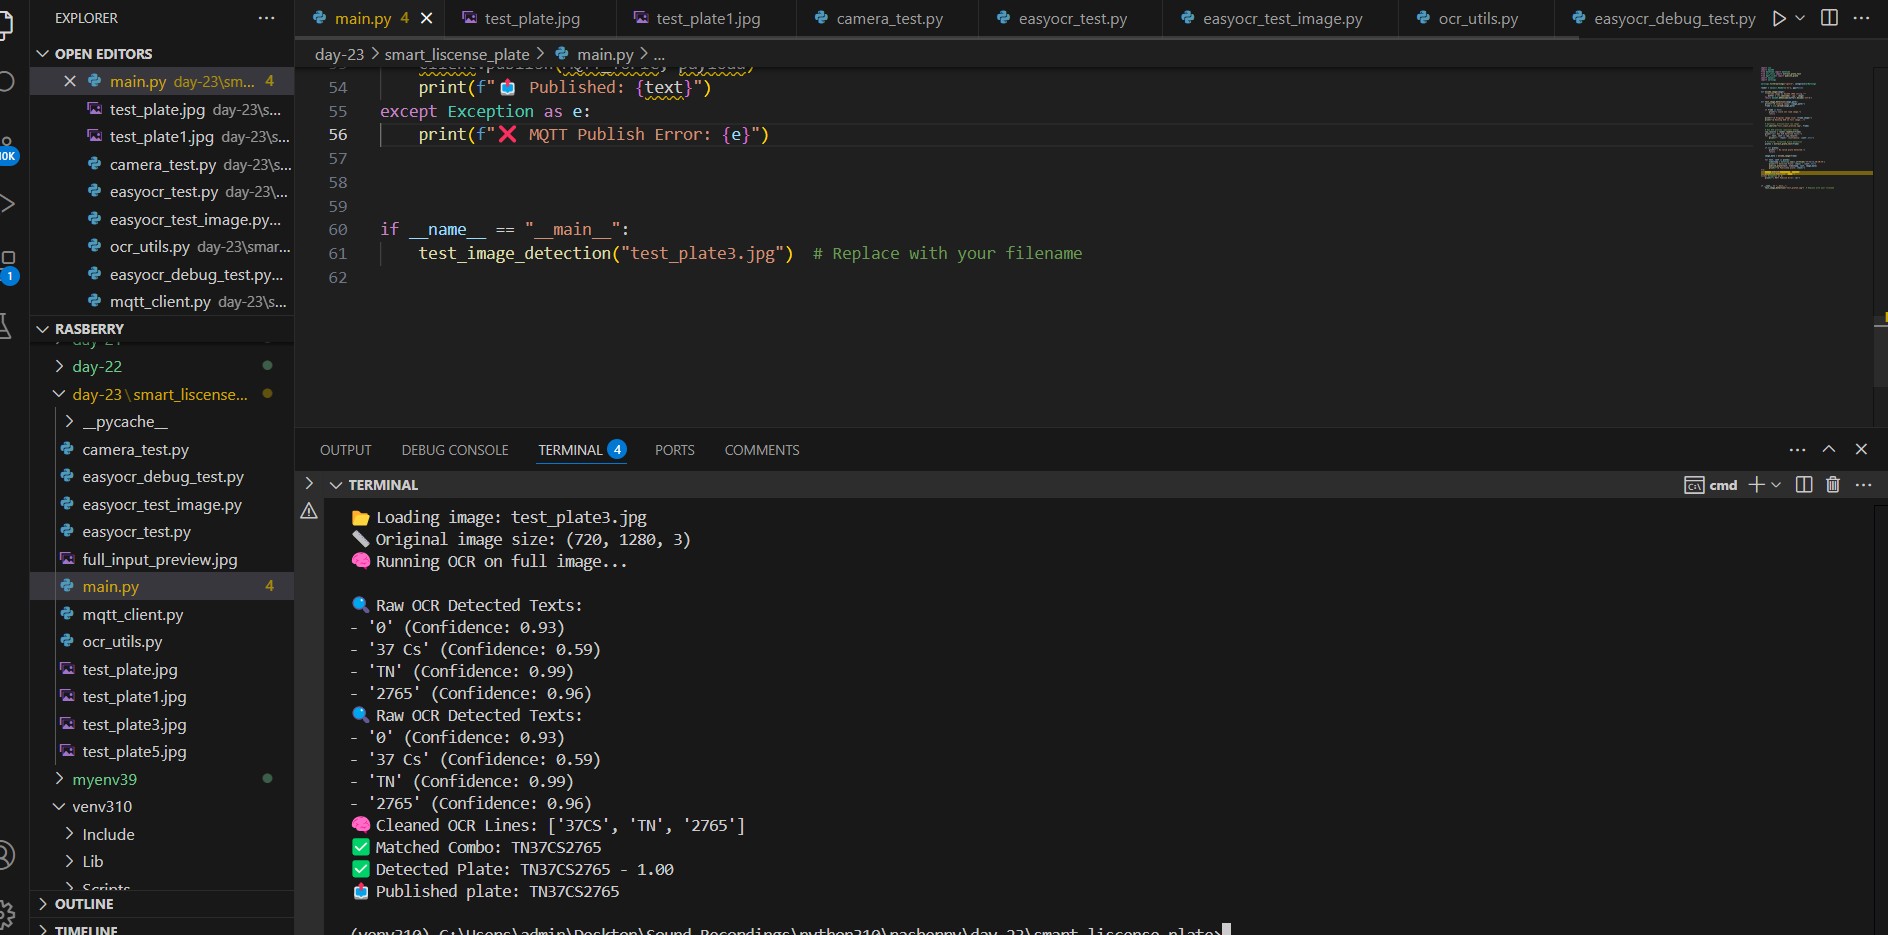 EXPLORER
OPEN EDITORS
main.py day-23\sm... 4
test_plate.jpg day-23\s...
test_plate1.jpg day-23\s...
camera_test.py day-23\s...
easyocr_test.py day-23\...
easyocr_test_image.py...
ocr_utils.py day-23\smar...
easyocr_debug_test.py...
mqtt_client.py day-23\s...
RASBERRY
day-22
day-23\smart_liscense...
__pycache__
camera_test.py
easyocr_debug_test.py
easyocr_test_image.py
easyocr_test.py
full_input_preview.jpg
main.py 4
mqtt_client.py
ocr_utils.py
test_plate.jpg
test_plate1.jpg
test_plate3.jpg
test_plate5.jpg
myenv39
venv310
Include
Lib
Scripts
OUTLINE
TIMELINE
10K
1
main.py 4 test_plate.jpg test_plate1.jpg camera_test.py easyocr_test.py easyocr_test_image.py ocr_utils.py easyocr_debug_test.py
day-23 > smart_liscense_plate > main.py > ...
54 print(f"📤 Published: {text}")
55 except Exception as e:
56 print(f"❌ MQTT Publish Error: {e}")
57
58
59
60 if __name__ == "__main__":
61 test_image_detection("test_plate3.jpg") # Replace with your filename
62
OUTPUT DEBUG CONSOLE TERMINAL 4 PORTS COMMENTS
TERMINAL cmd
📂 Loading image: test_plate3.jpg
📏 Original image size: (720, 1280, 3)
🧠 Running OCR on full image...
🔍 Raw OCR Detected Texts:
- '0' (Confidence: 0.93)
- '37 Cs' (Confidence: 0.59)
- 'TN' (Confidence: 0.99)
- '2765' (Confidence: 0.96)
🔍 Raw OCR Detected Texts:
- '0' (Confidence: 0.93)
- '37 Cs' (Confidence: 0.59)
- 'TN' (Confidence: 0.99)
- '2765' (Confidence: 0.96)
🧠 Cleaned OCR Lines: ['37CS', 'TN', '2765']
✅ Matched Combo: TN37CS2765
✅ Detected Plate: TN37CS2765 - 1.00
📤 Published plate: TN37CS2765
(venv310) C:\Users\admin\Desktop\Sound Recordings\python310\rasberry\day-23\smart_liscense_plate>